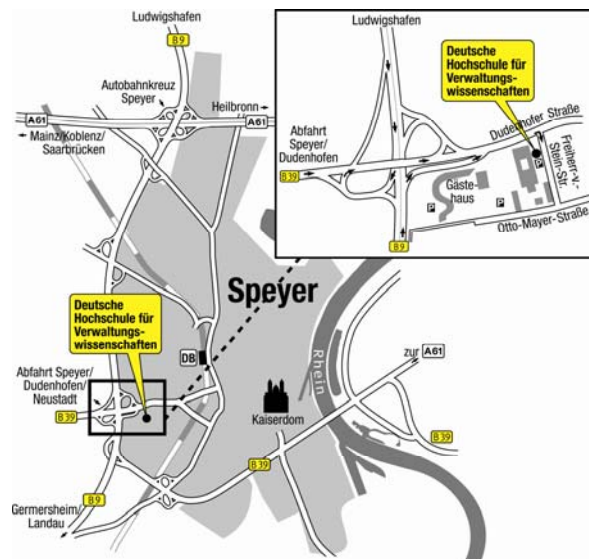 Ludwigshafen
B9
Autobahnkreuz
Speyer
Heilbronn
A61
A61
Mainz/Koblenz/
Saarbrücken
Speyer
Deutsche
Hochschule für
Verwaltungs-
wissenschaften
DB
Abfahrt Speyer/
Dudenhofen/
Neustadt
B39
Kaiserdom
Rhein
zur A61
B39
B39
B9
Germersheim/
Landau
Ludwigshafen
Deutsche
Hochschule für
Verwaltungs-
wissenschaften
Dudenhofer Straße
Abfahrt
Speyer/
Dudenhofen
B39
Freiherr-v.-
Stein-Str.
Gäste-
haus
P
P
Otto-Mayer-Straße
B9